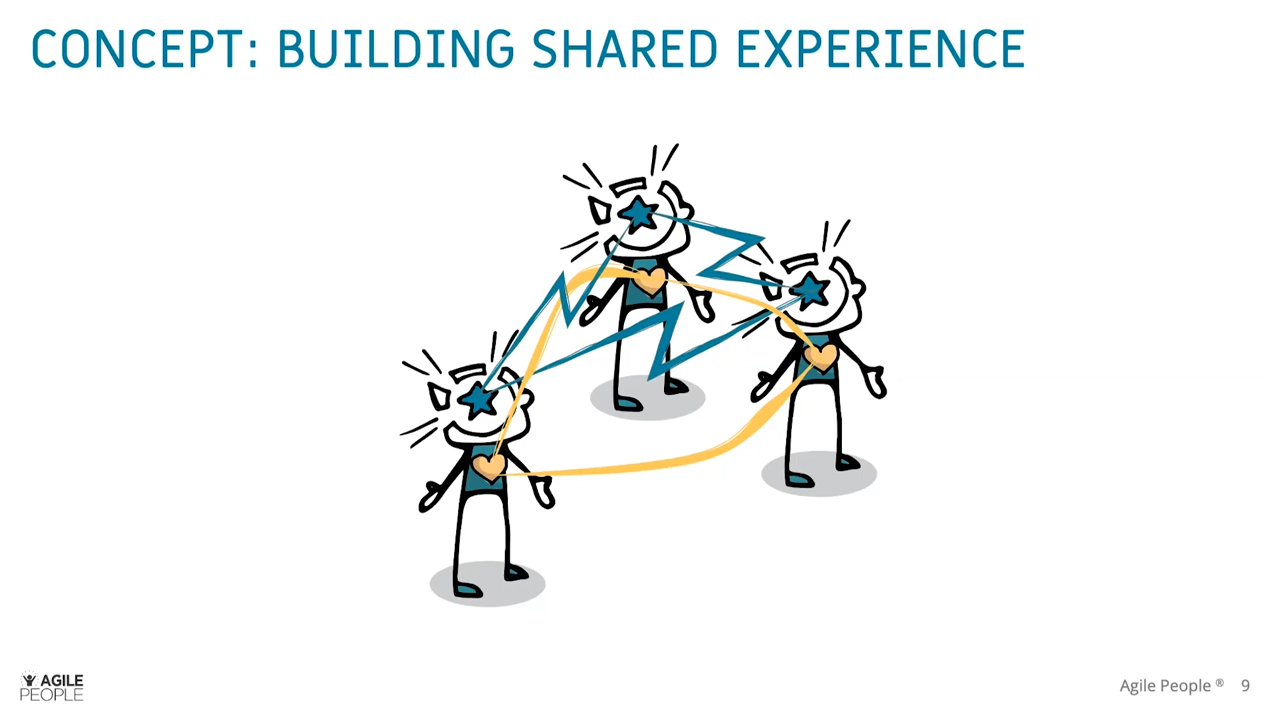 CONCEPT: BUILDING SHARED EXPERIENCE
AGILE
PEOPLE
Agile People ® 9